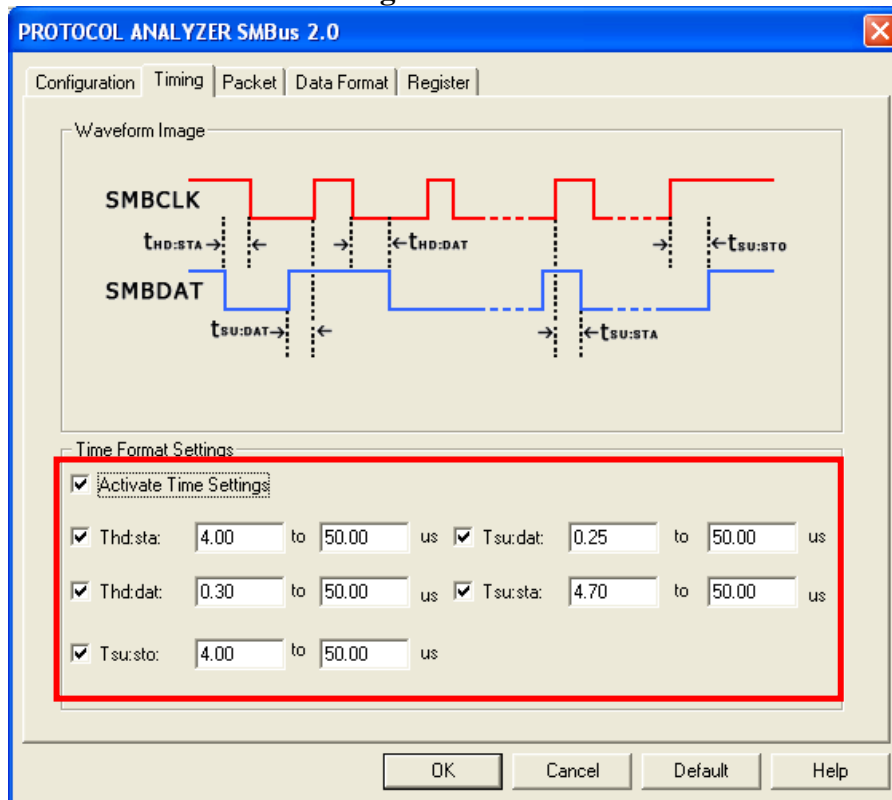 PROTOCOL ANALYZER SMBus 2.0
Configuration Timing Packet Data Format Register
Waveform Image
SMBCLK
tHD:STA tHD:DAT tSU:STO
SMBDAT
tSU:DAT tSU:STA
Time Format Settings
Activate Time Settings
Thd:sta: 4.00 to 50.00 us Tsu:dat: 0.25 to 50.00 us
Thd:dat: 0.30 to 50.00 us Tsu:sta: 4.70 to 50.00 us
Tsu:sto: 4.00 to 50.00 us
OK Cancel Default Help